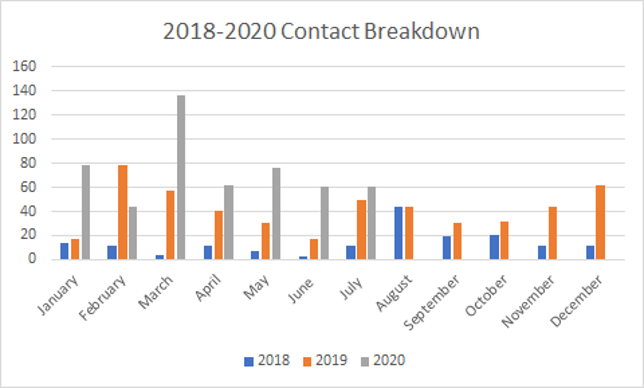 2018-2020 Contact Breakdown
160
140
120
100
80
60
40
20
0
January
February
March
April
May
June
July
August
September
October
November
December
2018 2019 2020